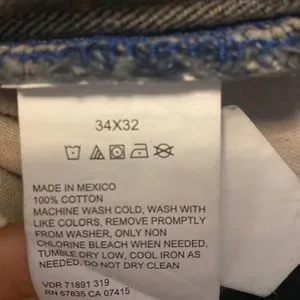 34X32
MADE IN MEXICO
100% COTTON
MACHINE WASH COLD, WASH WITH
LIKE COLORS, REMOVE PROMPTLY
FROM WASHER, ONLY NON
CHLORINE BLEACH WHEN NEEDED,
TUMBLE DRY LOW, COOL IRON AS
NEEDED, DO NOT DRY CLEAN
VDR 71891 319
RN 67835 CA 07415